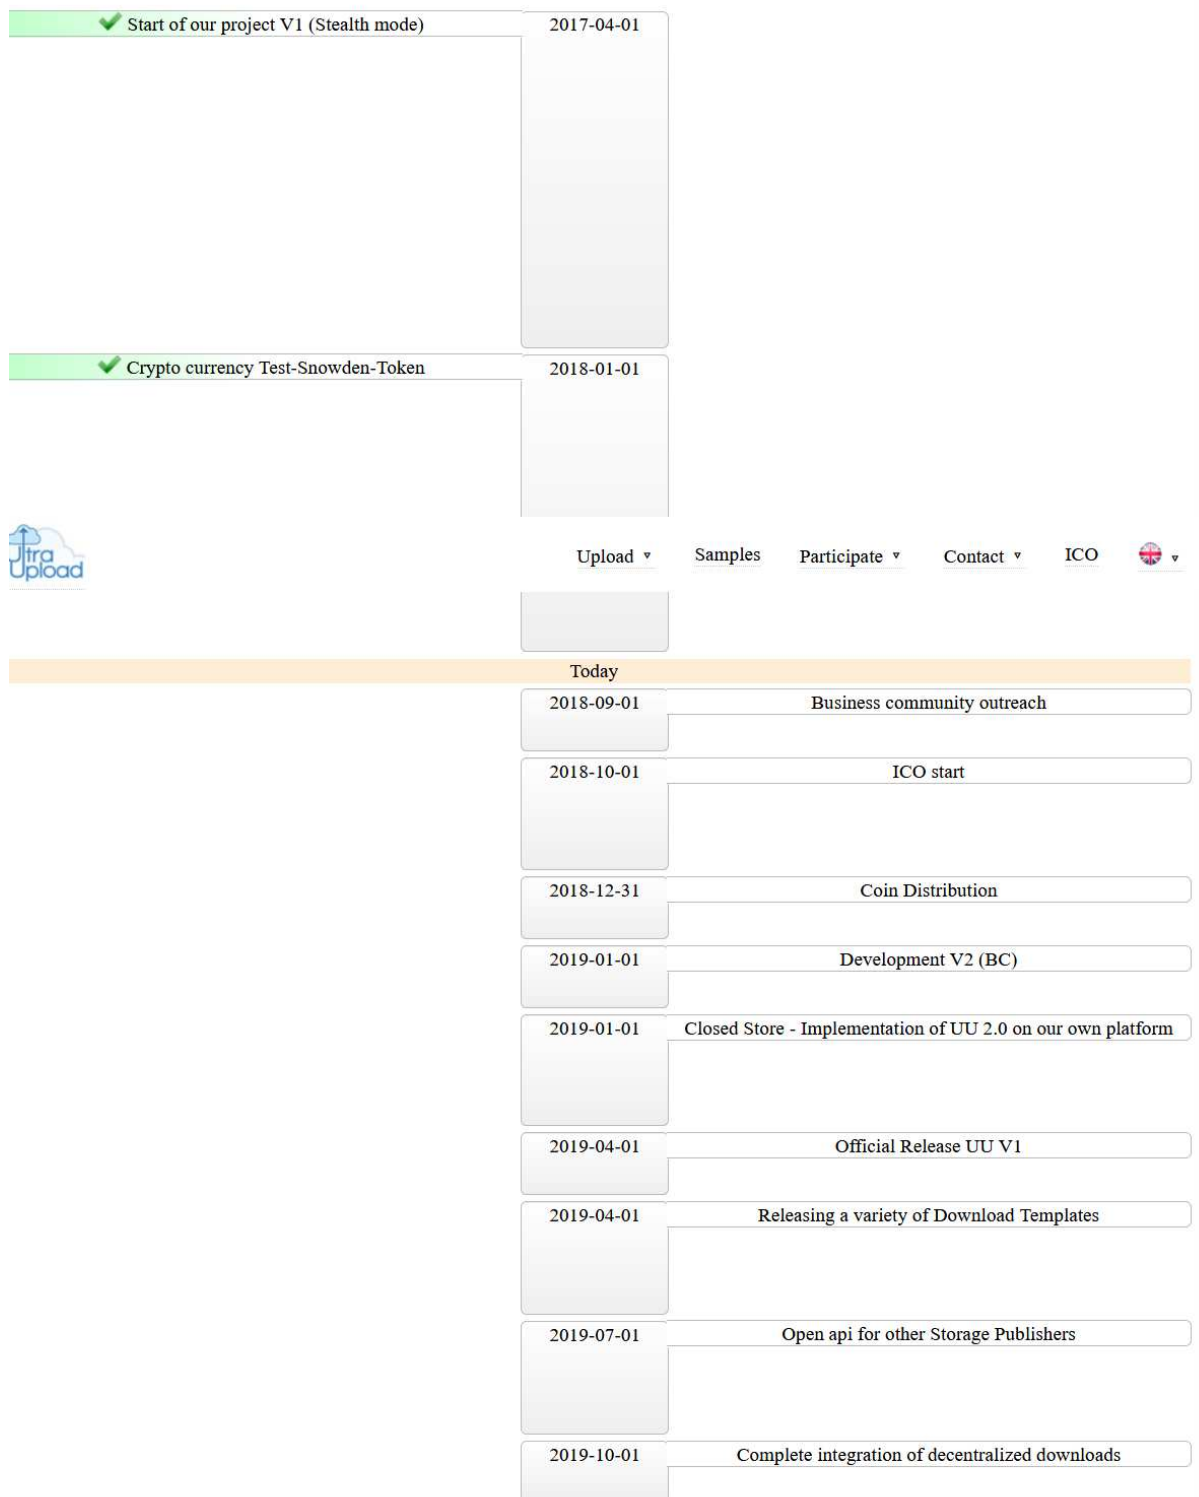 Start of our project V1 (Stealth mode) 2017-04-01
Crypto currency Test-Snowden-Token 2018-01-01
Ultra
Upload
Upload Samples Participate Contact ICO
Today
2018-09-01 Business community outreach
2018-10-01 ICO start
2018-12-31 Coin Distribution
2019-01-01 Development V2 (BC)
2019-01-01 Closed Store - Implementation of UU 2.0 on our own platform
2019-04-01 Official Release UU V1
2019-04-01 Releasing a variety of Download Templates
2019-07-01 Open api for other Storage Publishers
2019-10-01 Complete integration of decentralized downloads